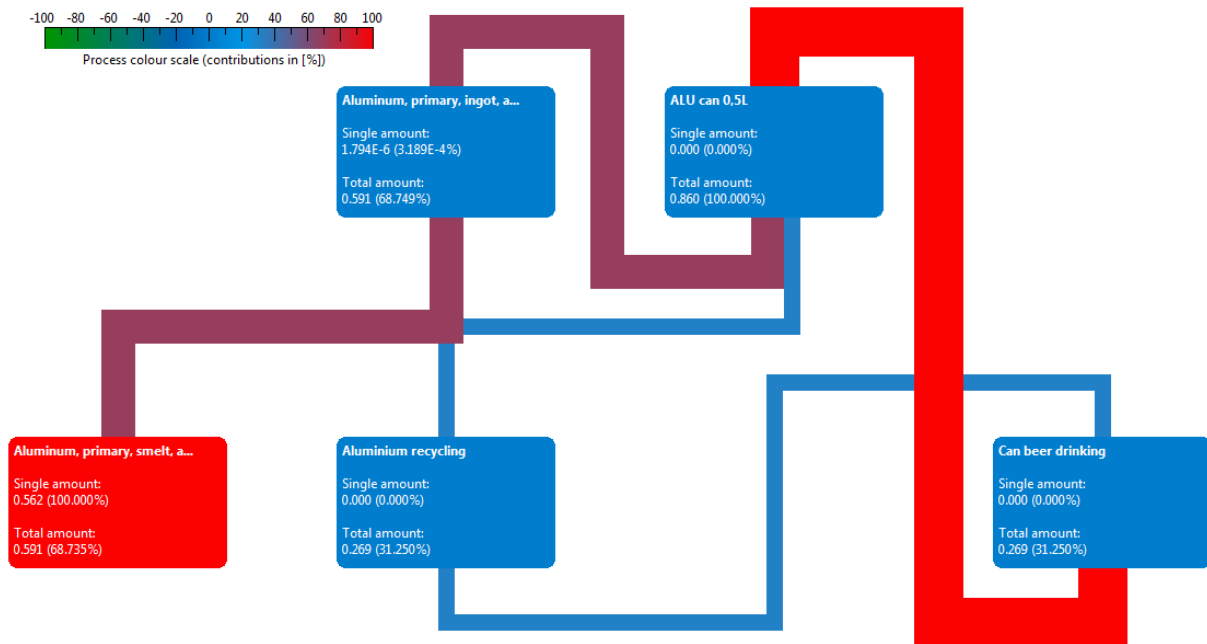 -100 -80 -60 -40 -20 0 20 40 60 80 100
Process colour scale (contributions in [%])
Aluminum, primary, ingot, a...
Single amount:
1.794E-6 (3.189E-4%)
Total amount:
0.591 (68.749%)
ALU can 0,5L
Single amount:
0.000 (0.000%)
Total amount:
0.860 (100.000%)
Aluminum, primary, smelt, a...
Single amount:
0.562 (100.000%)
Total amount:
0.591 (68.735%)
Aluminium recycling
Single amount:
0.000 (0.000%)
Total amount:
0.269 (31.250%)
Can beer drinking
Single amount:
0.000 (0.000%)
Total amount:
0.269 (31.250%)